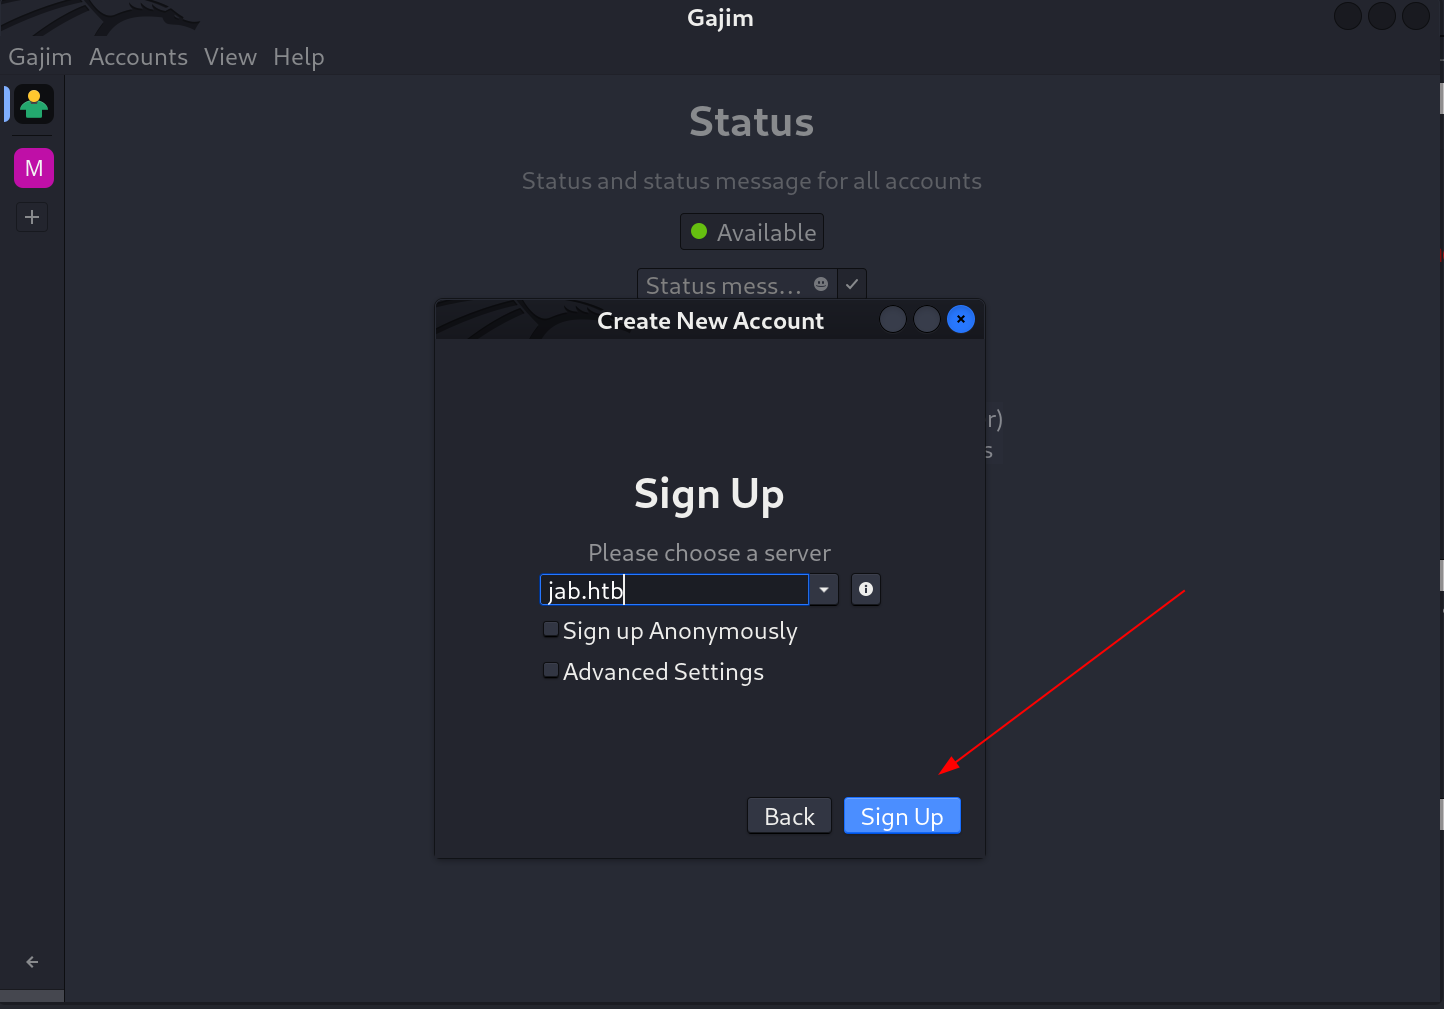 Gajim
Gajim Accounts View Help
M
Status
Status and status message for all accounts
Available
Status mess...
Create New Account
r)
s
Sign Up
Please choose a server
jab.htb
Sign up Anonymously
Advanced Settings
Back Sign Up